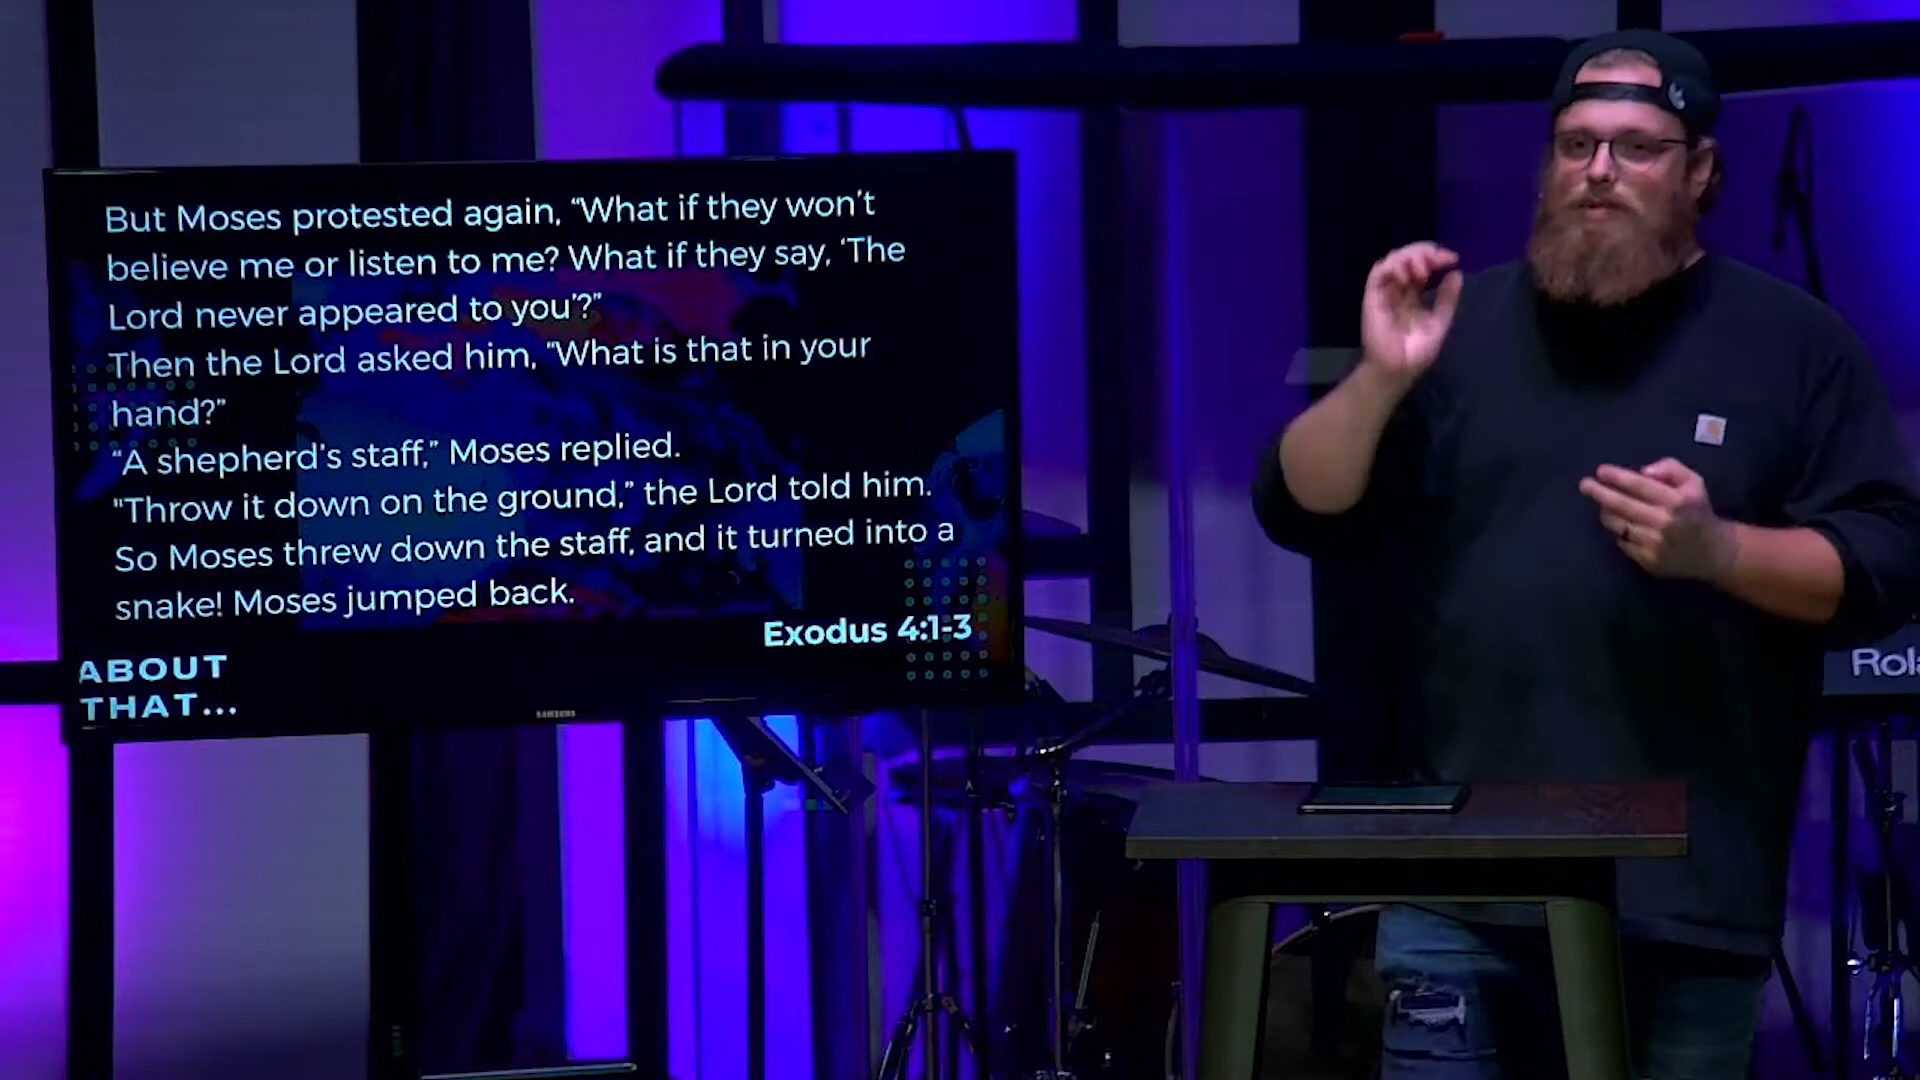 But Moses protested again, “What if they won’t
believe me or listen to me? What if they say, ‘The
Lord never appeared to you’?”
Then the Lord asked him, "What is that in your
hand?”
“A shepherd’s staff,” Moses replied.
"Throw it down on the ground,” the Lord told him.
So Moses threw down the staff, and it turned into a
snake! Moses jumped back.
Exodus 4:1-3
ABOUT
THAT...
SAMSUNG